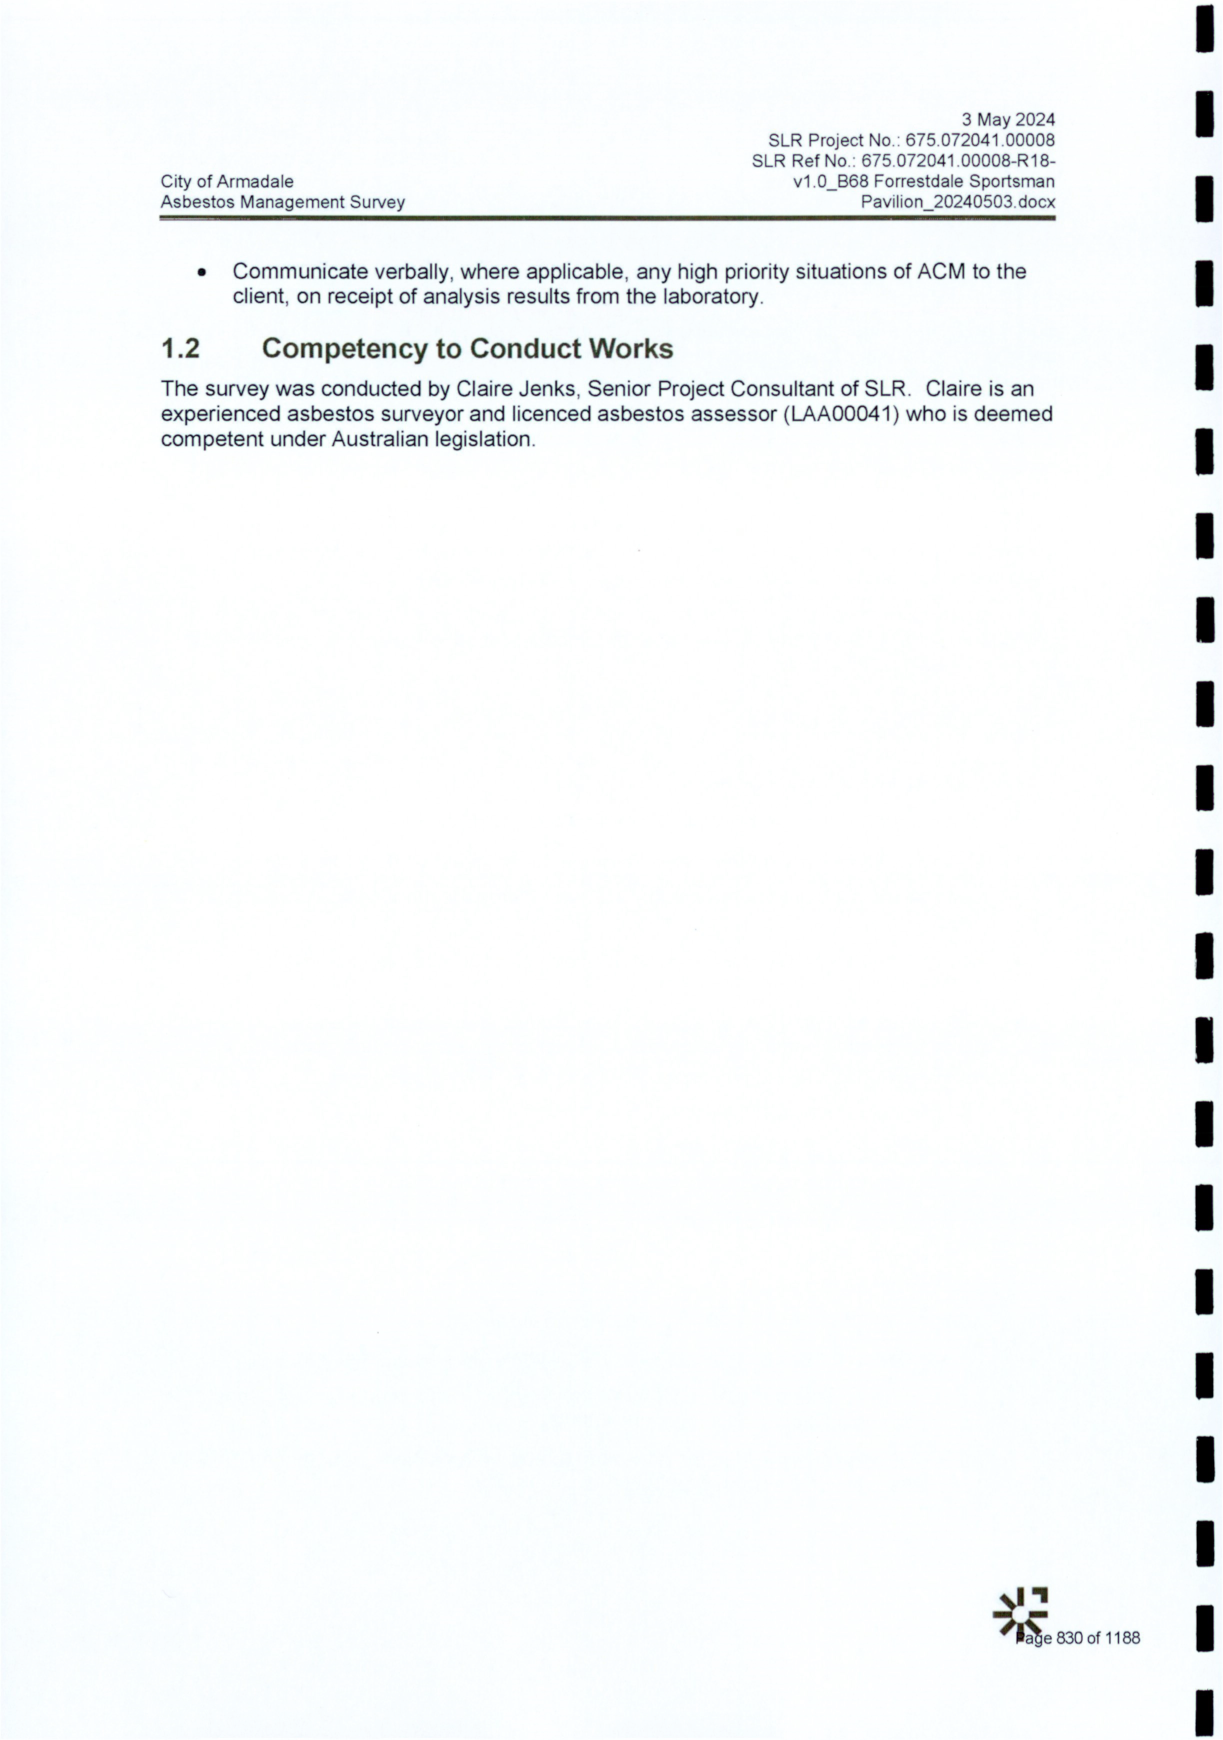 3 May 2024
SLR Project No.: 675.072041.00008
SLR Ref No.: 675.072041.00008-R18-
City of Armadale v1.0_B68 Forrestdale Sportsman
Asbestos Management Survey Pavilion_20240503.docx
• Communicate verbally, where applicable, any high priority situations of ACM to the
client, on receipt of analysis results from the laboratory.
1.2 Competency to Conduct Works
The survey was conducted by Claire Jenks, Senior Project Consultant of SLR. Claire is an
experienced asbestos surveyor and licenced asbestos assessor (LAA00041) who is deemed
competent under Australian legislation.
Page 830 of 1188